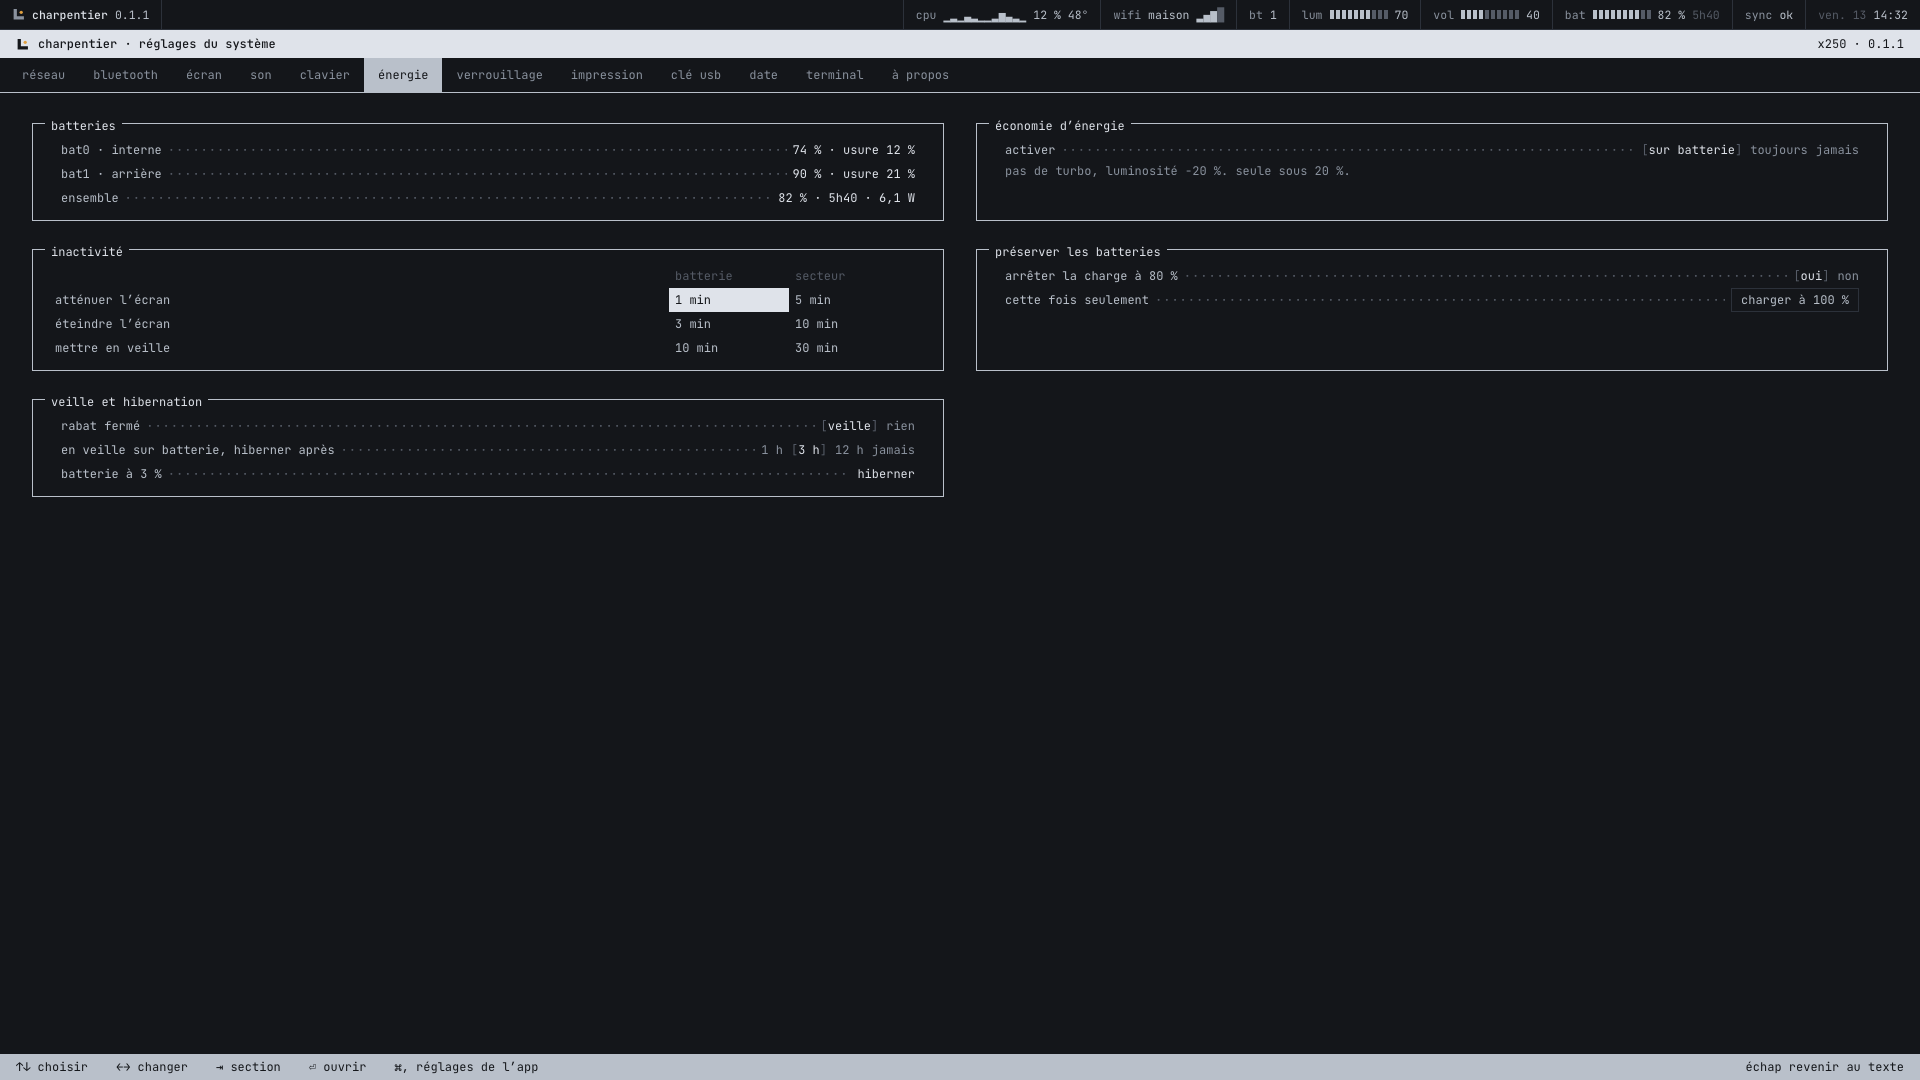 charpentier 0.1.1
cpu 12 % 48° wifi maison bt 1 lum 70 vol 40 bat 82 % 5h40 sync ok ven. 13 14:32
charpentier · réglages du système
x250 · 0.1.1
réseau bluetooth écran son clavier énergie verrouillage impression clé usb date terminal à propos
batteries
bat0 · interne 74 % · usure 12 %
bat1 · arrière 90 % · usure 21 %
ensemble 82 % · 5h40 · 6,1 W
économie d’énergie
activer [sur batterie] toujours jamais
pas de turbo, luminosité -20 %. seule sous 20 %.
inactivité
batterie secteur
atténuer l’écran 1 min 5 min
éteindre l’écran 3 min 10 min
mettre en veille 10 min 30 min
préserver les batteries
arrêter la charge à 80 % [oui] non
cette fois seulement charger à 100 %
veille et hibernation
rabat fermé [veille] rien
en veille sur batterie, hiberner après 1 h [3 h] 12 h jamais
batterie à 3 % hiberner
↑↓ choisir ←→ changer ⇥ section ⏎ ouvrir ⌘, réglages de l’app
échap revenir au texte